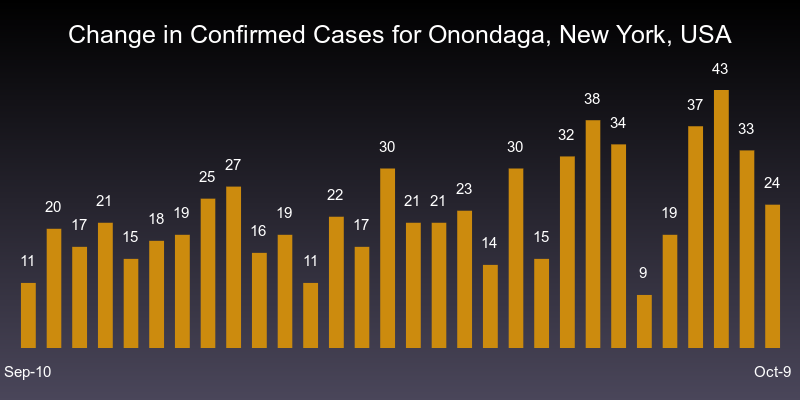 Change in Confirmed Cases for Onondaga, New York, USA
11 20 17 21 15 18 19 25 27 16 19 11 22 17 30 21 21 23 14 30 15 32 38 34 9 19 37 43 33 24
Sep-10 Oct-9